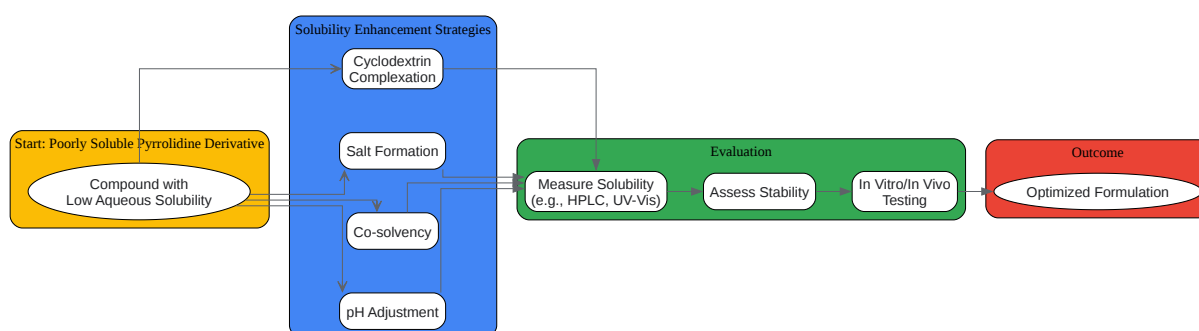 Solubility Enhancement Strategies
Cyclodextrin
Complexation
Start: Poorly Soluble Pyrrolidine Derivative
Compound with
Low Aqueous Solubility
Salt Formation
Co-solvency
pH Adjustment
Evaluation
Measure Solubility
(e.g., HPLC, UV-Vis)
Assess Stability
In Vitro/In Vivo
Testing
Outcome
Optimized Formulation